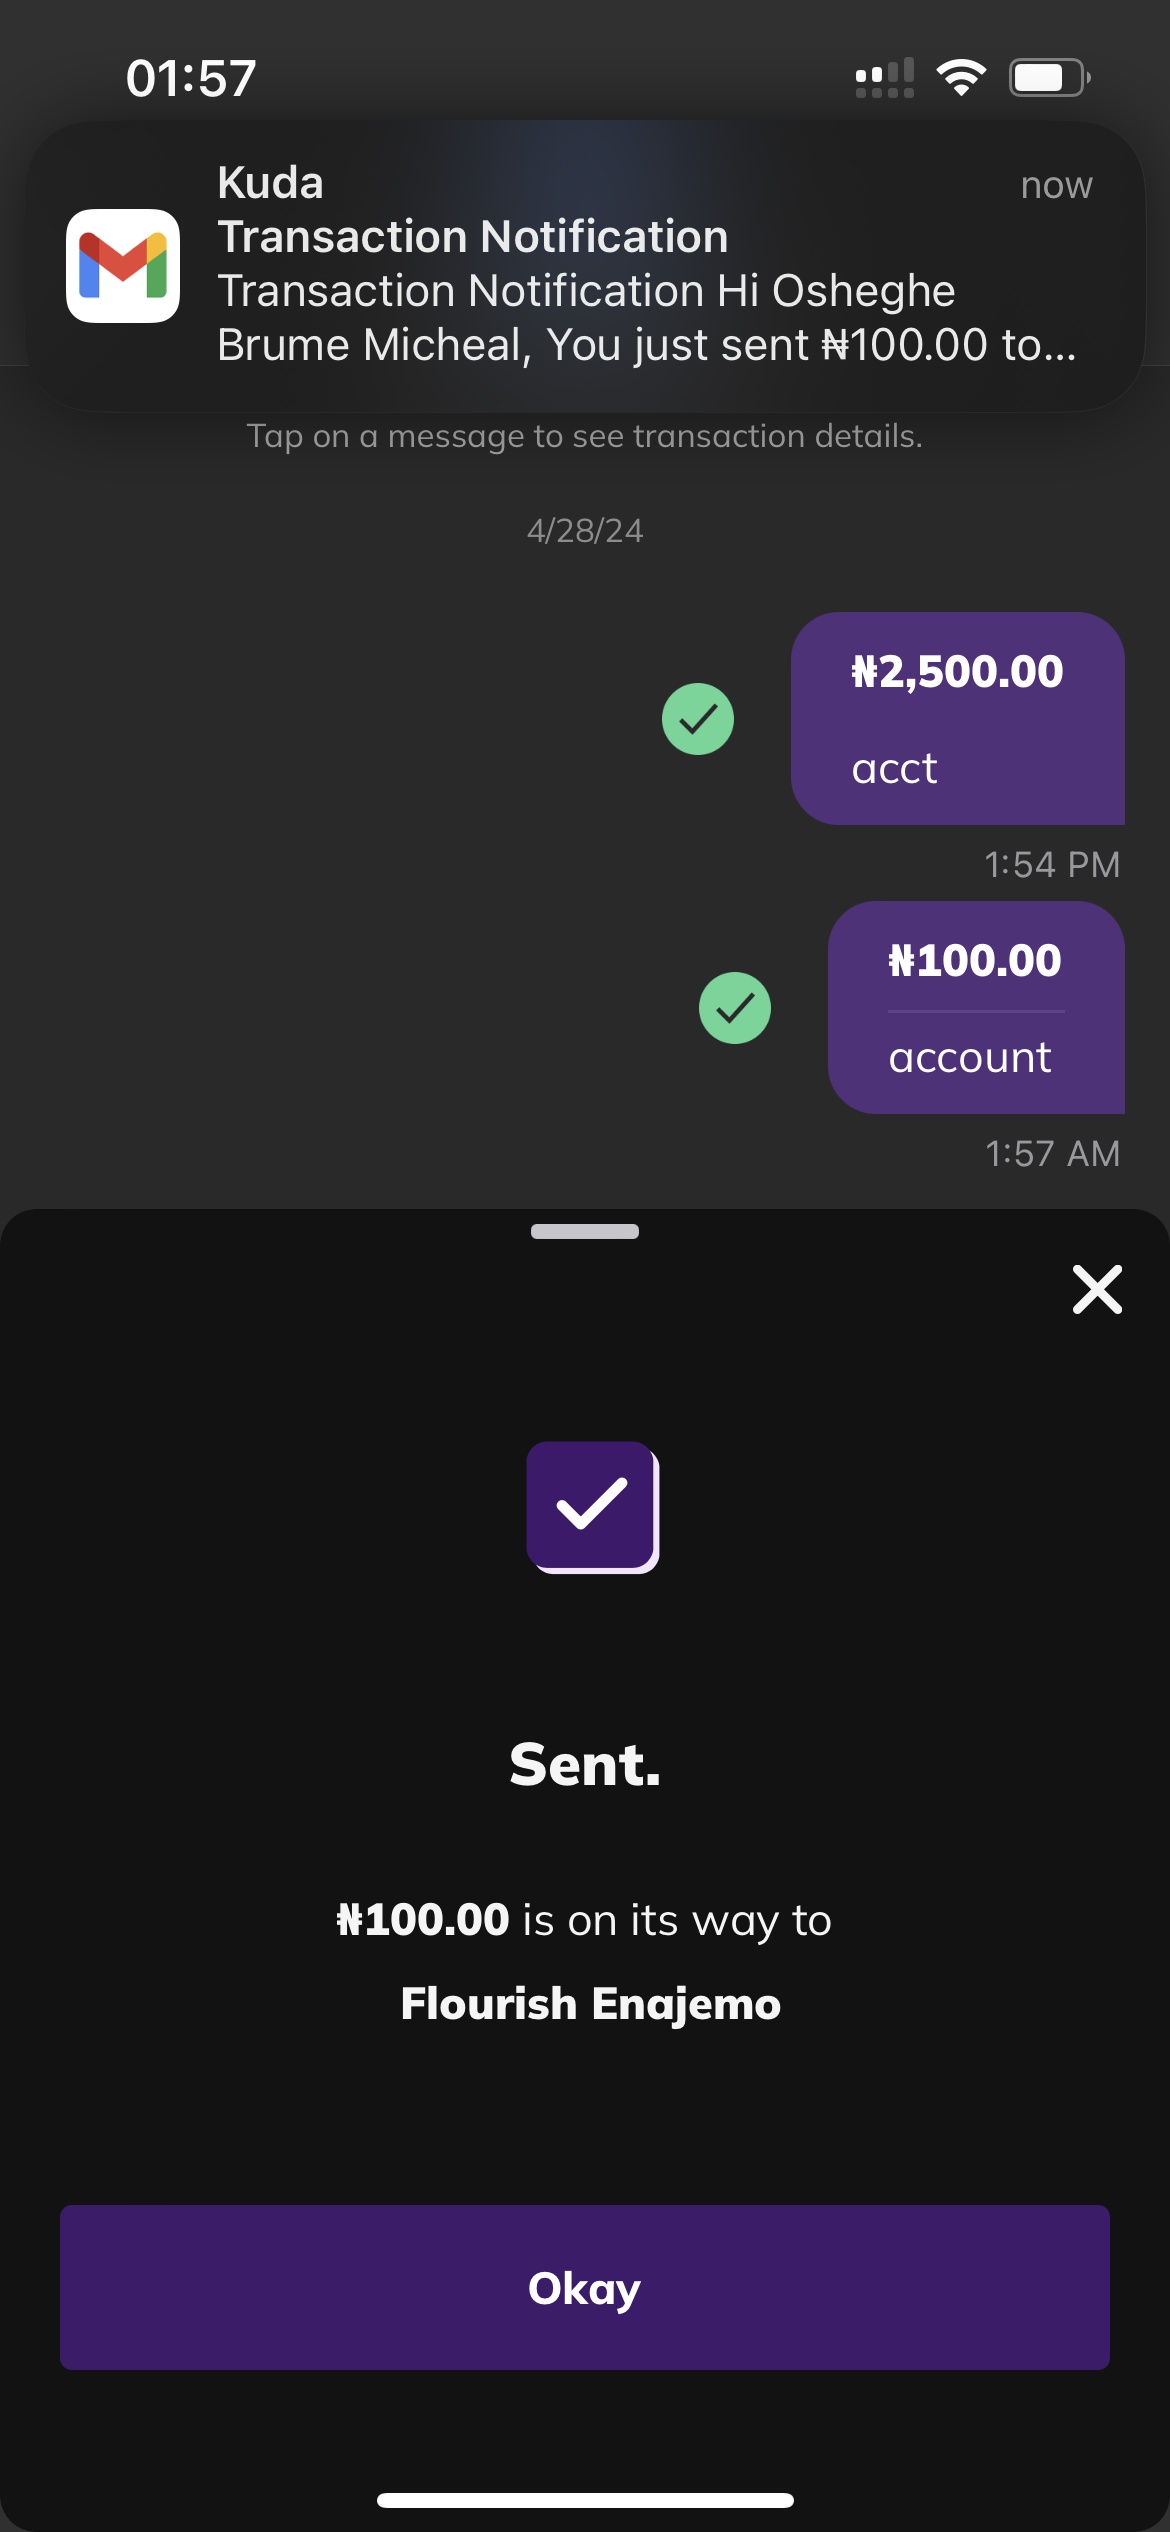 01:57
Kuda
now
Transaction Notification
Transaction Notification Hi Osheghe
Brume Micheal, You just sent ₦100.00 to...
Tap on a message to see transaction details.
4/28/24
₦2,500.00
acct
1:54 PM
₦100.00
account
1:57 AM
Sent.
₦100.00 is on its way to
Flourish Enajemo
Okay